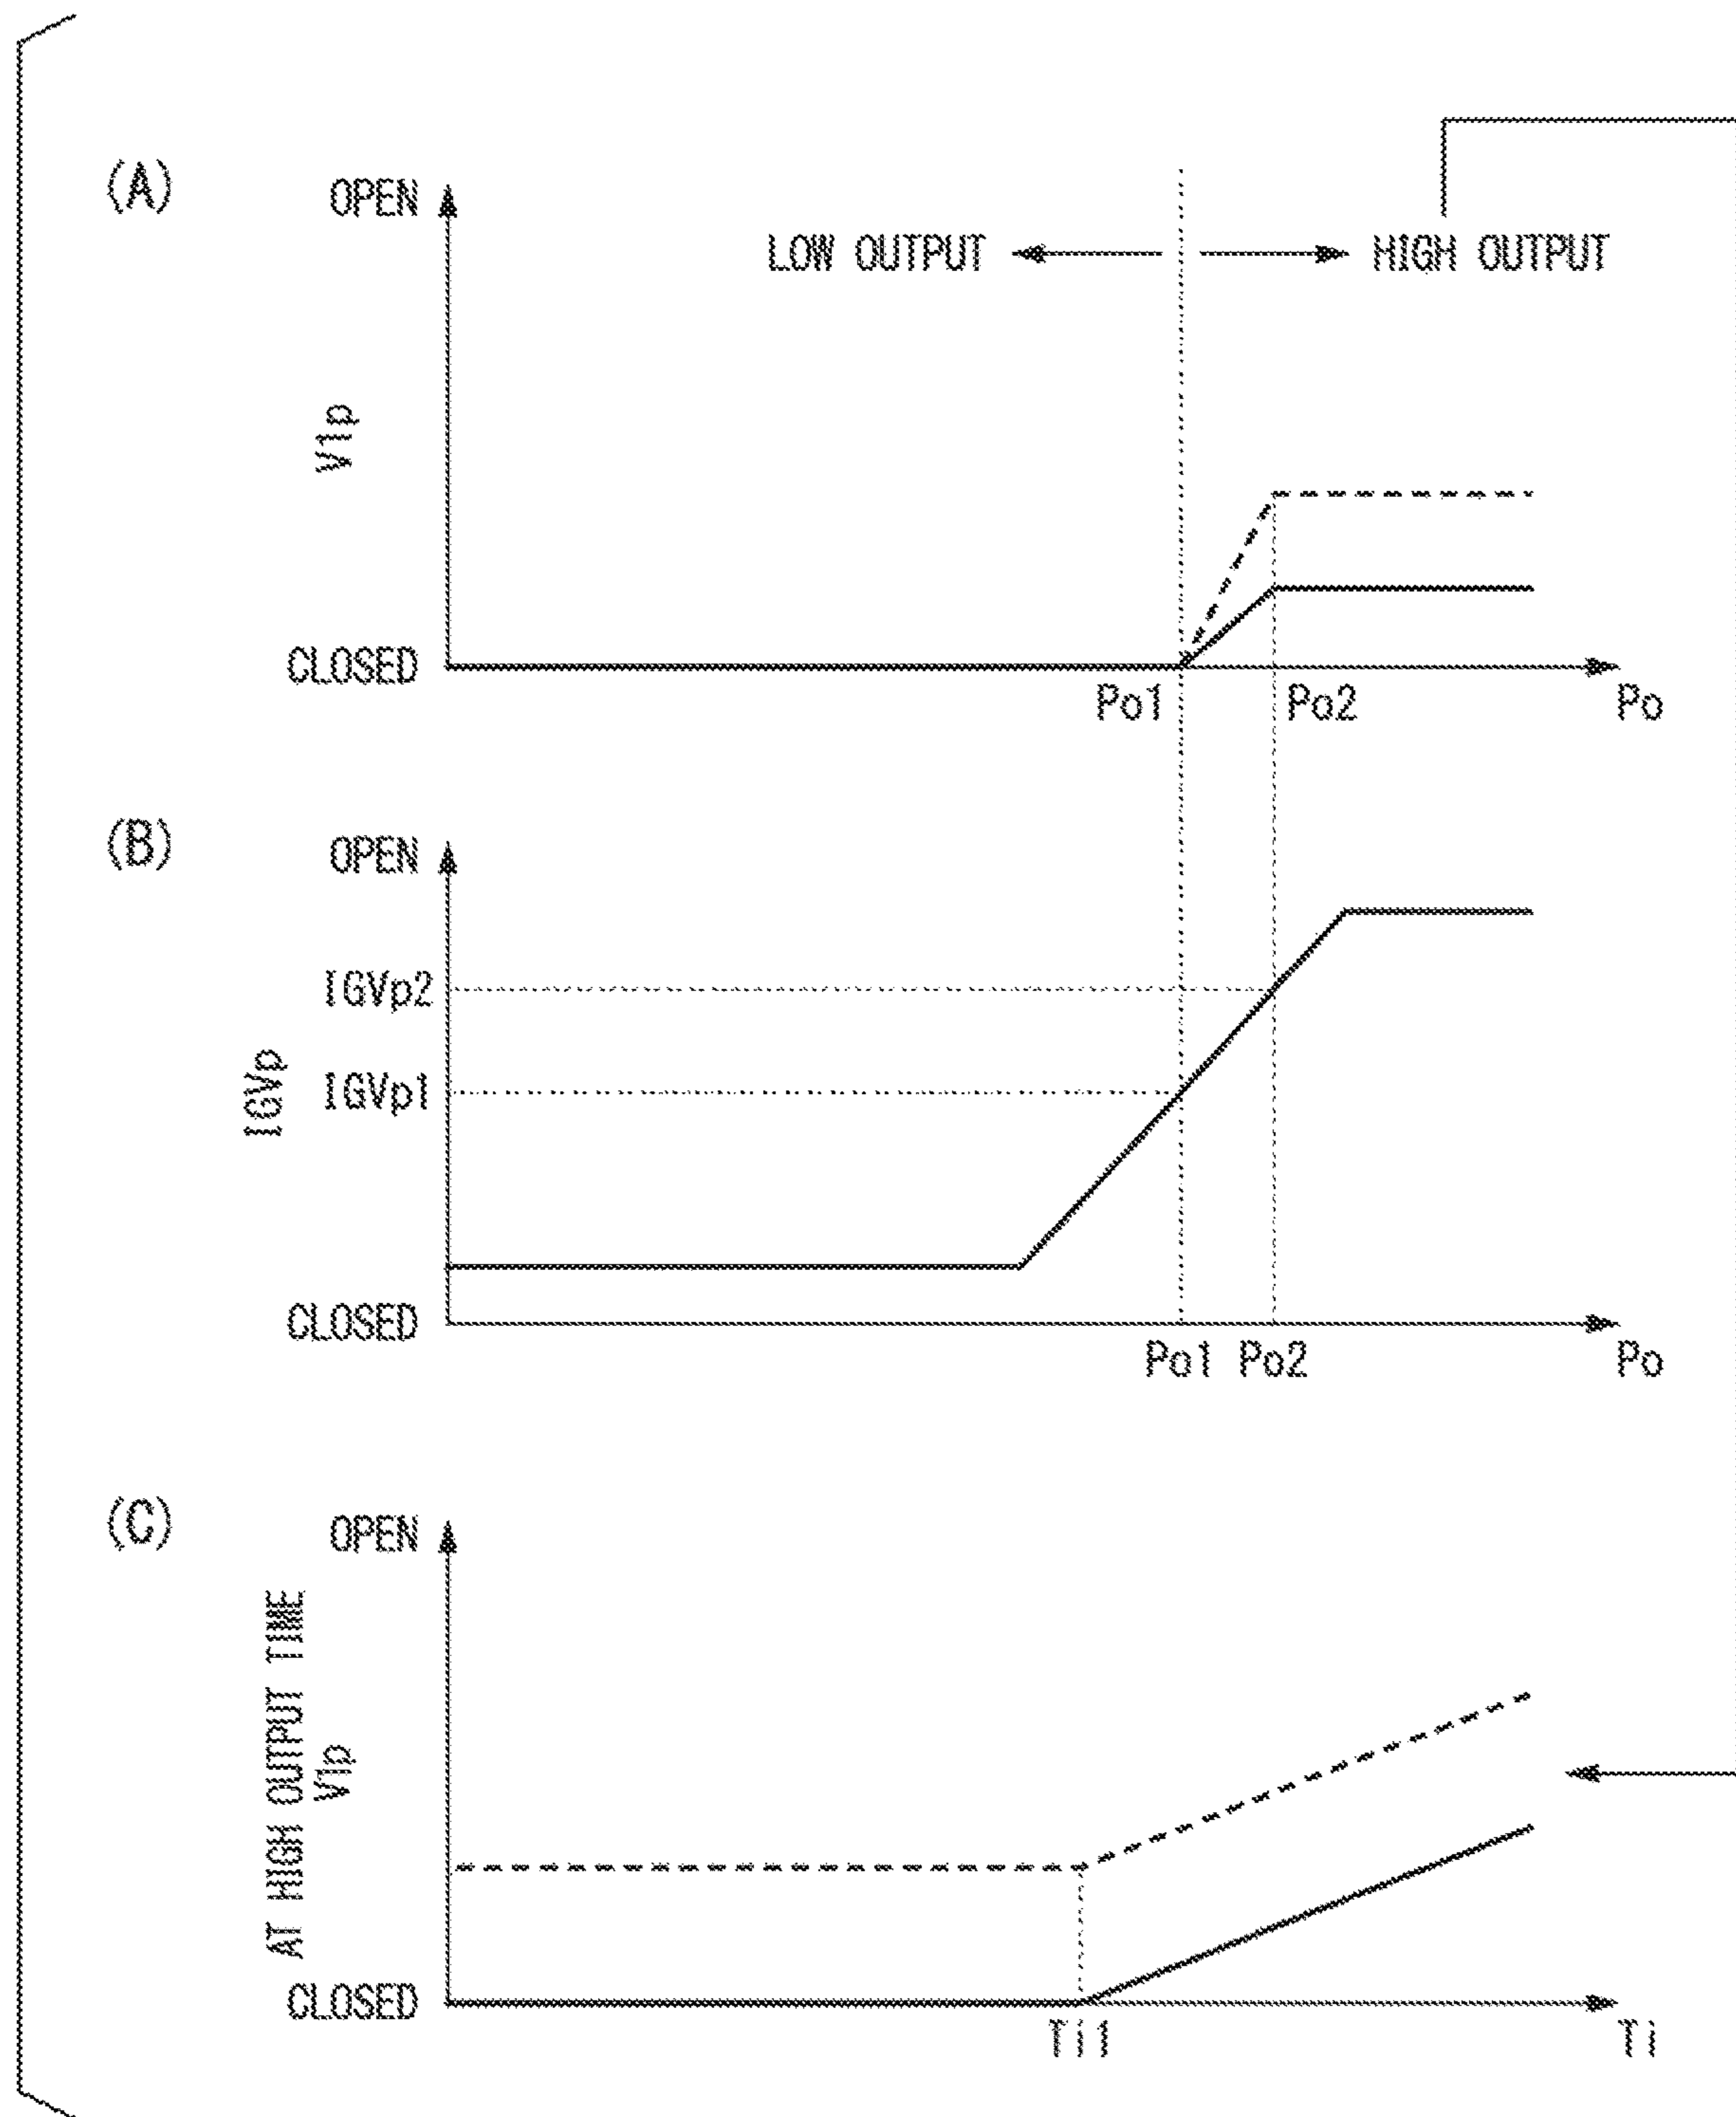 (A)
OPEN
LOW OUTPUT
HIGH OUTPUT
V1p
CLOSED
Po1
Po2
Po
(B)
OPEN
IGVp2
IGVp1
IGVp
CLOSED
Po1
Po2
Po
(C)
OPEN
AT HIGH OUTPUT TIME
V1p
CLOSED
Ti1
Ti